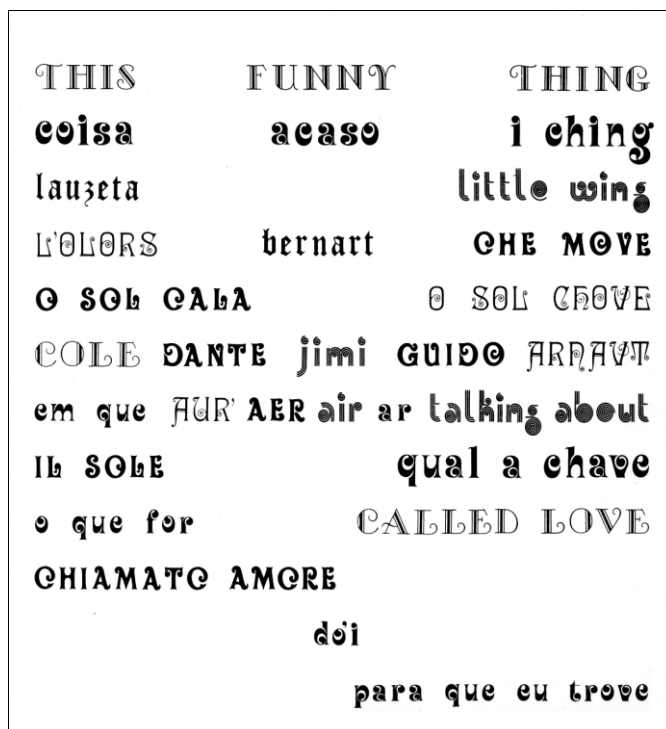 THIS FUNNY THING
coisa acaso i ching
lauzeta little wing
L'OLORS bernart CHE MOVE
O SOL CALA O SOL CHOVE
COLE DANTE jimi GUIDO ARNAUT
em que AUR' AER air ar talking about
IL SOLE qual a chave
o que for CALLED LOVE
CHIAMATO AMORE
do'i
para que eu trove